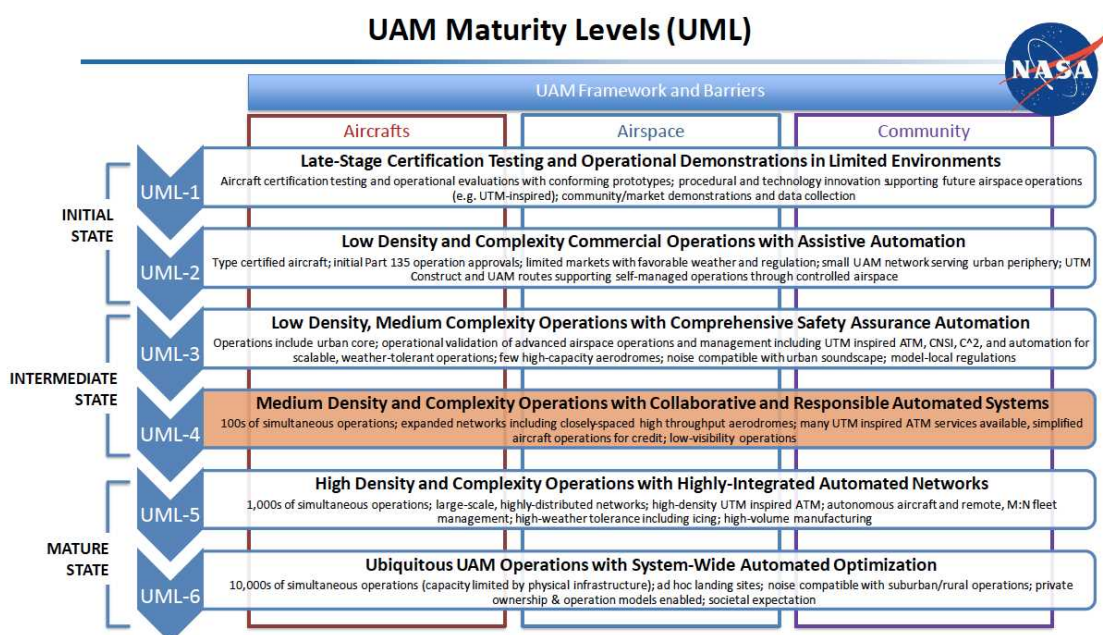 UAM Maturity Levels (UML)
NASA
UAM Framework and Barriers
Aircrafts
Airspace
Community
INITIAL
STATE
UML-1
Late-Stage Certification Testing and Operational Demonstrations in Limited Environments
Aircraft certification testing and operational evaluations with conforming prototypes; procedural and technology innovation supporting future airspace operations
(e.g. UTM-inspired); community/market demonstrations and data collection
UML-2
Low Density and Complexity Commercial Operations with Assistive Automation
Type certified aircraft; initial Part 135 operation approvals; limited markets with favorable weather and regulation; small UAM network serving urban periphery; UTM
Construct and UAM routes supporting self-managed operations through controlled airspace
INTERMEDIATE
STATE
UML-3
Low Density, Medium Complexity Operations with Comprehensive Safety Assurance Automation
Operations include urban core; operational validation of advanced airspace operations and management including UTM inspired ATM, CNSI, C^2, and automation for
scalable, weather-tolerant operations; few high-capacity aerodromes; noise compatible with urban soundscape; model-local regulations
UML-4
Medium Density and Complexity Operations with Collaborative and Responsible Automated Systems
100s of simultaneous operations; expanded networks including closely-spaced high throughput aerodromes; many UTM inspired ATM services available, simplified
aircraft operations for credit; low-visibility operations
MATURE
STATE
UML-5
High Density and Complexity Operations with Highly-Integrated Automated Networks
1,000s of simultaneous operations; large-scale, highly-distributed networks; high-density UTM inspired ATM; autonomous aircraft and remote, M:N fleet
management; high-weather tolerance including icing; high-volume manufacturing
UML-6
Ubiquitous UAM Operations with System-Wide Automated Optimization
10,000s of simultaneous operations (capacity limited by physical infrastructure); ad hoc landing sites; noise compatible with suburban/rural operations; private
ownership & operation models enabled; societal expectation